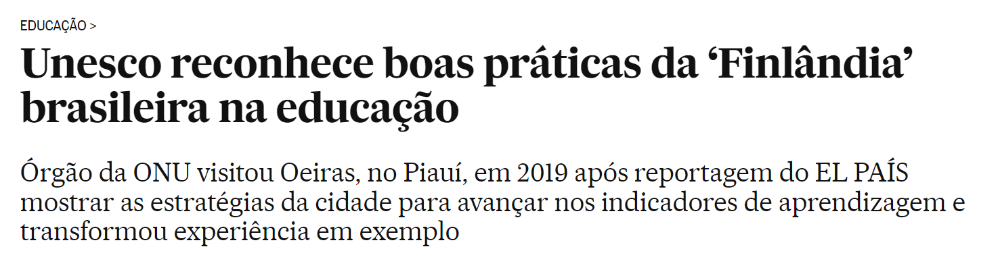 EDUCAÇÃO >
Unesco reconhece boas práticas da ‘Finlândia’
brasileira na educação
Órgão da ONU visitou Oeiras, no Piauí, em 2019 após reportagem do EL PAÍS
mostrar as estratégias da cidade para avançar nos indicadores de aprendizagem e
transformou experiência em exemplo